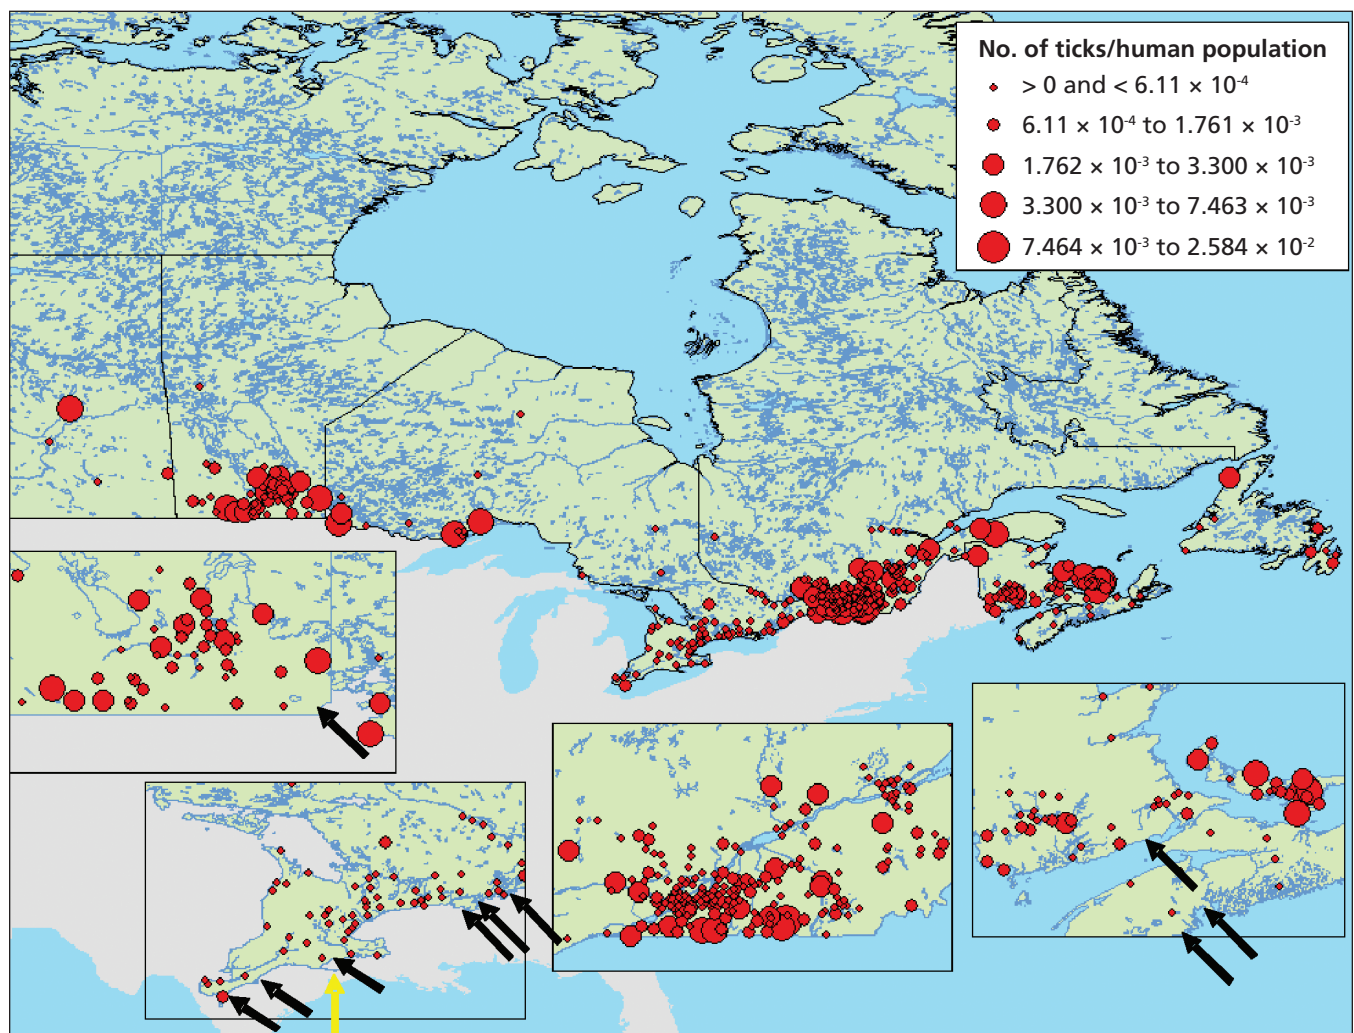 No. of ticks/human population
> 0 and < 6.11 × 10⁻⁴
6.11 × 10⁻⁴ to 1.761 × 10⁻³
1.762 × 10⁻³ to 3.300 × 10⁻³
3.300 × 10⁻³ to 7.463 × 10⁻³
7.464 × 10⁻³ to 2.584 × 10⁻²